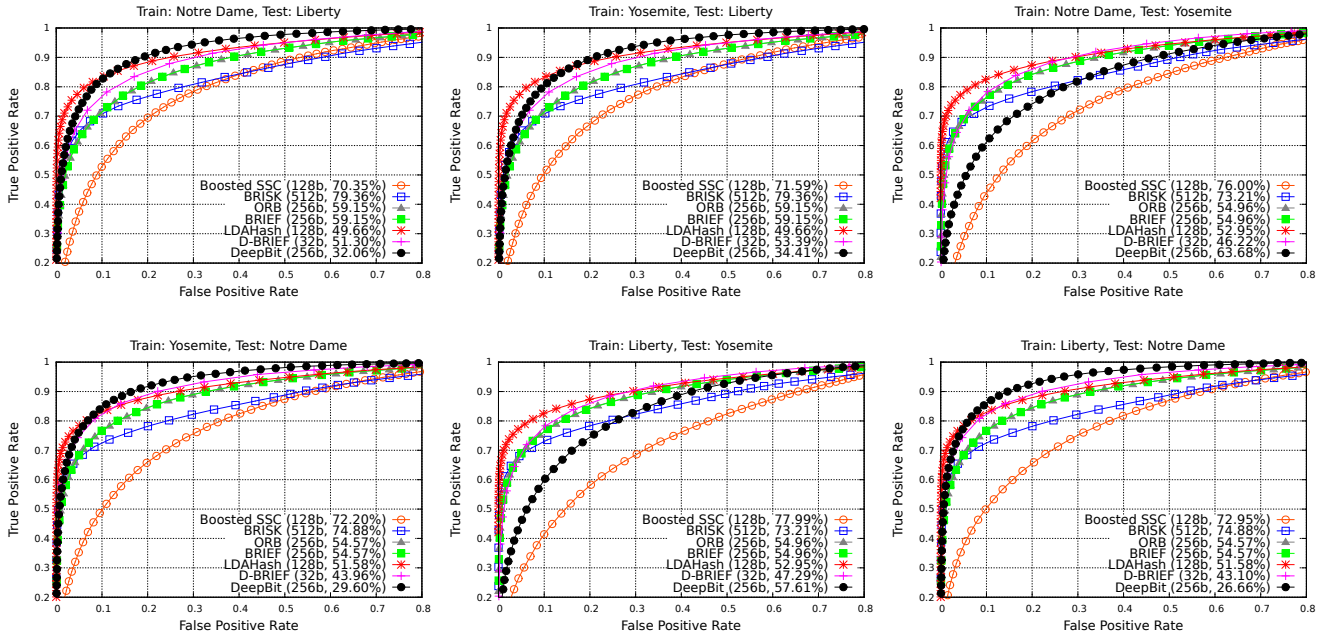 Train: Notre Dame, Test: Liberty
True Positive Rate
1
0.9
0.8
0.7
0.6
0.5
0.4
0.3
0.2
Boosted SSC (128b, 70.35%)
BRISK (512b, 79.36%)
ORB (256b, 59.15%)
BRIEF (256b, 59.15%)
LDAHash (128b, 49.66%)
D-BRIEF (32b, 51.30%)
DeepBit (256b, 32.06%)
0 0.1 0.2 0.3 0.4 0.5 0.6 0.7 0.8
False Positive Rate
Train: Yosemite, Test: Liberty
True Positive Rate
1
0.9
0.8
0.7
0.6
0.5
0.4
0.3
0.2
Boosted SSC (128b, 71.59%)
BRISK (512b, 79.36%)
ORB (256b, 59.15%)
BRIEF (256b, 59.15%)
LDAHash (128b, 49.66%)
D-BRIEF (32b, 53.39%)
DeepBit (256b, 34.41%)
0 0.1 0.2 0.3 0.4 0.5 0.6 0.7 0.8
False Positive Rate
Train: Notre Dame, Test: Yosemite
True Positive Rate
1
0.9
0.8
0.7
0.6
0.5
0.4
0.3
0.2
Boosted SSC (128b, 76.00%)
BRISK (512b, 73.21%)
ORB (256b, 54.96%)
BRIEF (256b, 54.96%)
LDAHash (128b, 52.95%)
D-BRIEF (32b, 46.22%)
DeepBit (256b, 63.68%)
0 0.1 0.2 0.3 0.4 0.5 0.6 0.7 0.8
False Positive Rate
Train: Yosemite, Test: Notre Dame
True Positive Rate
1
0.9
0.8
0.7
0.6
0.5
0.4
0.3
0.2
Boosted SSC (128b, 72.20%)
BRISK (512b, 74.88%)
ORB (256b, 54.57%)
BRIEF (256b, 54.57%)
LDAHash (128b, 51.58%)
D-BRIEF (32b, 43.96%)
DeepBit (256b, 29.60%)
0 0.1 0.2 0.3 0.4 0.5 0.6 0.7 0.8
False Positive Rate
Train: Liberty, Test: Yosemite
True Positive Rate
1
0.9
0.8
0.7
0.6
0.5
0.4
0.3
0.2
Boosted SSC (128b, 77.99%)
BRISK (512b, 73.21%)
ORB (256b, 54.96%)
BRIEF (256b, 54.96%)
LDAHash (128b, 52.95%)
D-BRIEF (32b, 47.29%)
DeepBit (256b, 57.61%)
0 0.1 0.2 0.3 0.4 0.5 0.6 0.7 0.8
False Positive Rate
Train: Liberty, Test: Notre Dame
True Positive Rate
1
0.9
0.8
0.7
0.6
0.5
0.4
0.3
0.2
Boosted SSC (128b, 72.95%)
BRISK (512b, 74.88%)
ORB (256b, 54.57%)
BRIEF (256b, 54.57%)
LDAHash (128b, 51.58%)
D-BRIEF (32b, 43.10%)
DeepBit (256b, 26.66%)
0 0.1 0.2 0.3 0.4 0.5 0.6 0.7 0.8
False Positive Rate